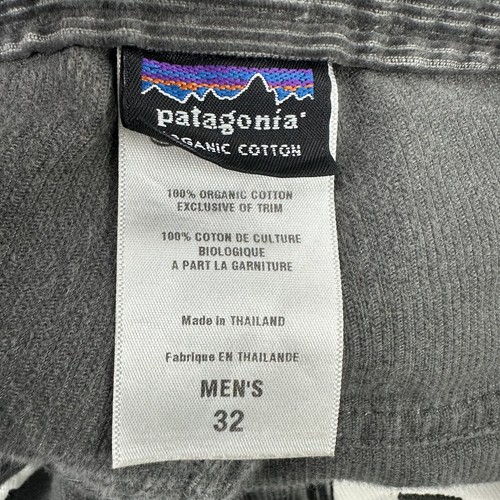 patagonia®
ORGANIC COTTON
100% ORGANIC COTTON
EXCLUSIVE OF TRIM
100% COTON DE CULTURE
BIOLOGIQUE
A PART LA GARNITURE
Made in THAILAND
Fabrique EN THAILANDE
MEN'S
32